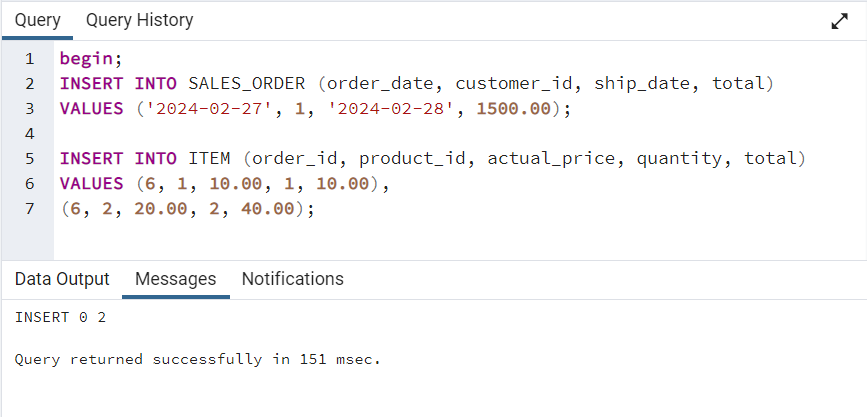 Query Query History
1 begin;
2 INSERT INTO SALES_ORDER (order_date, customer_id, ship_date, total)
3 VALUES ('2024-02-27', 1, '2024-02-28', 1500.00);
4
5 INSERT INTO ITEM (order_id, product_id, actual_price, quantity, total)
6 VALUES (6, 1, 10.00, 1, 10.00),
7 (6, 2, 20.00, 2, 40.00);
Data Output Messages Notifications
INSERT 0 2
Query returned successfully in 151 msec.